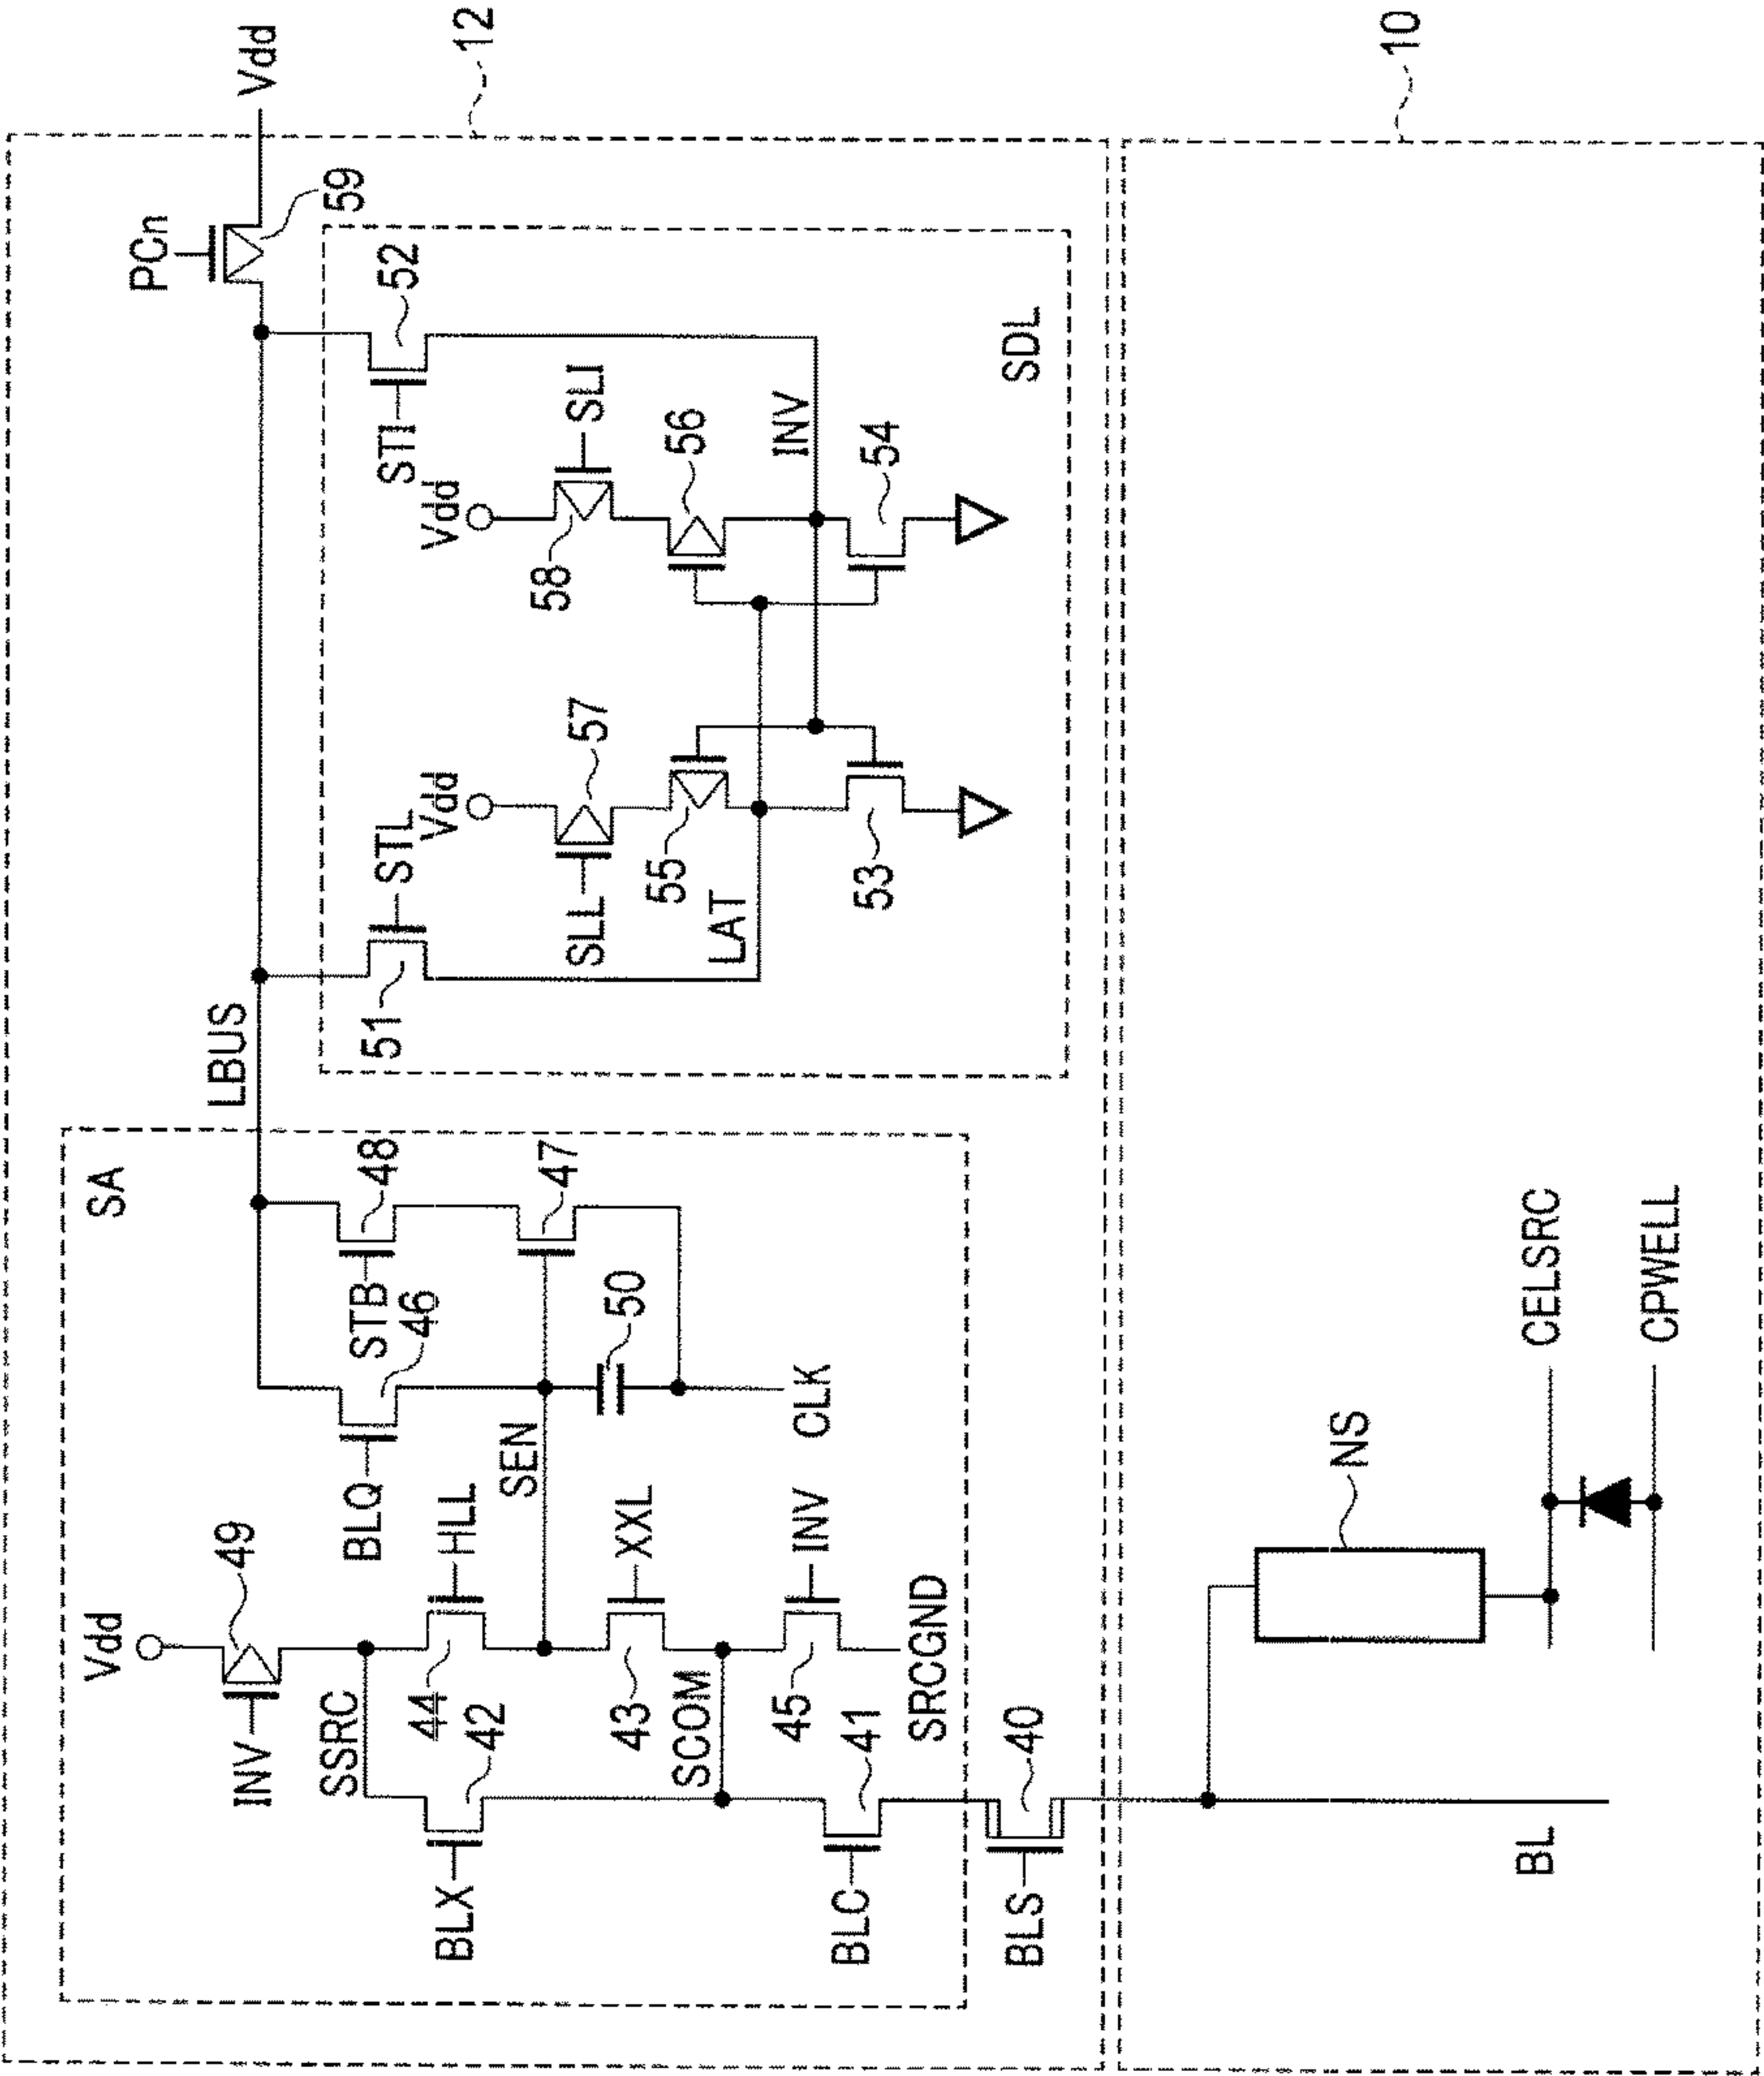 Vdd
12
PCn
59
LBUS
SA
STI
52
Vdd
SLI
58
56
INV
54
SDL
STL
51
Vdd
57
SLL
55
LAT
53
48
STB
47
46
BLQ
50
SEN
CLK
Vdd
49
INV
SSRC
HLL
44
BLX
42
XXL
43
SCOM
INV
45
SRCGND
BLC
41
BLS
40
10
NS
CELSRC
CPWELL
BL